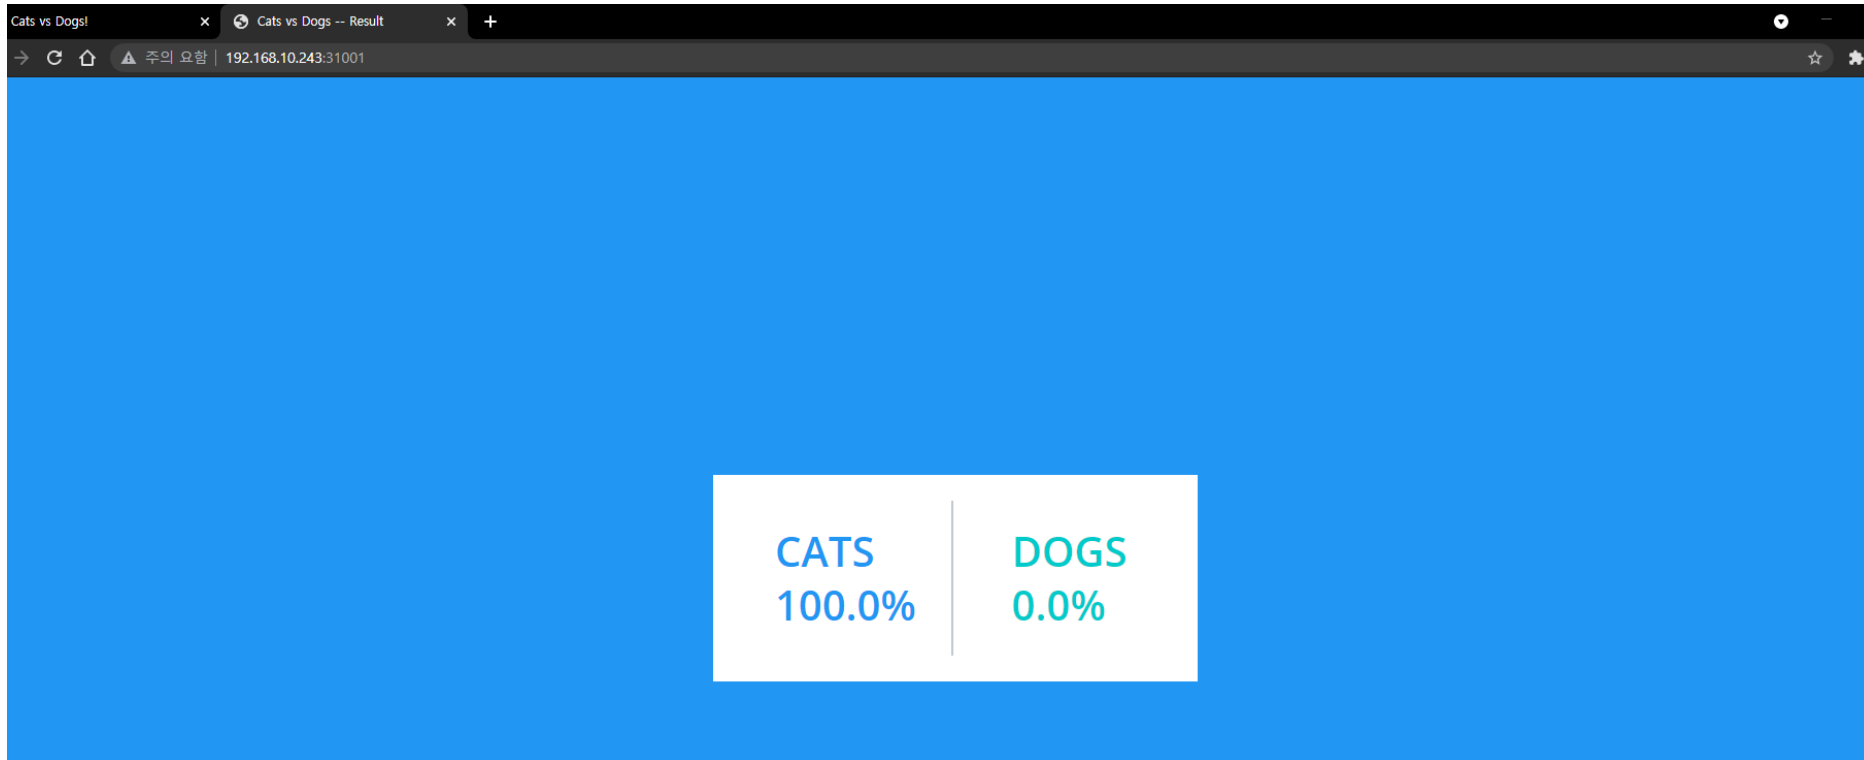 Cats vs Dogs!
Cats vs Dogs -- Result
주의 요함 | 192.168.10.243:31001
CATS
100.0%
DOGS
0.0%